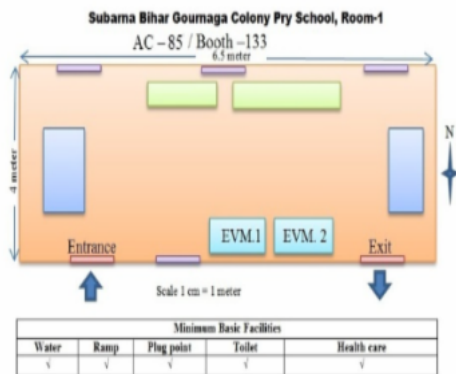 Subarna Bihar Gournaga Colony Pry School, Room-1
AC – 85 / Booth –133
6.5 meter
4 meter
N
EVM.1 EVM. 2
Entrance Exit
Scale 1 cm = 1 meter
Minimum Basic Facilities
Water Ramp Plug point Toilet Health care
√ √ √ √ √